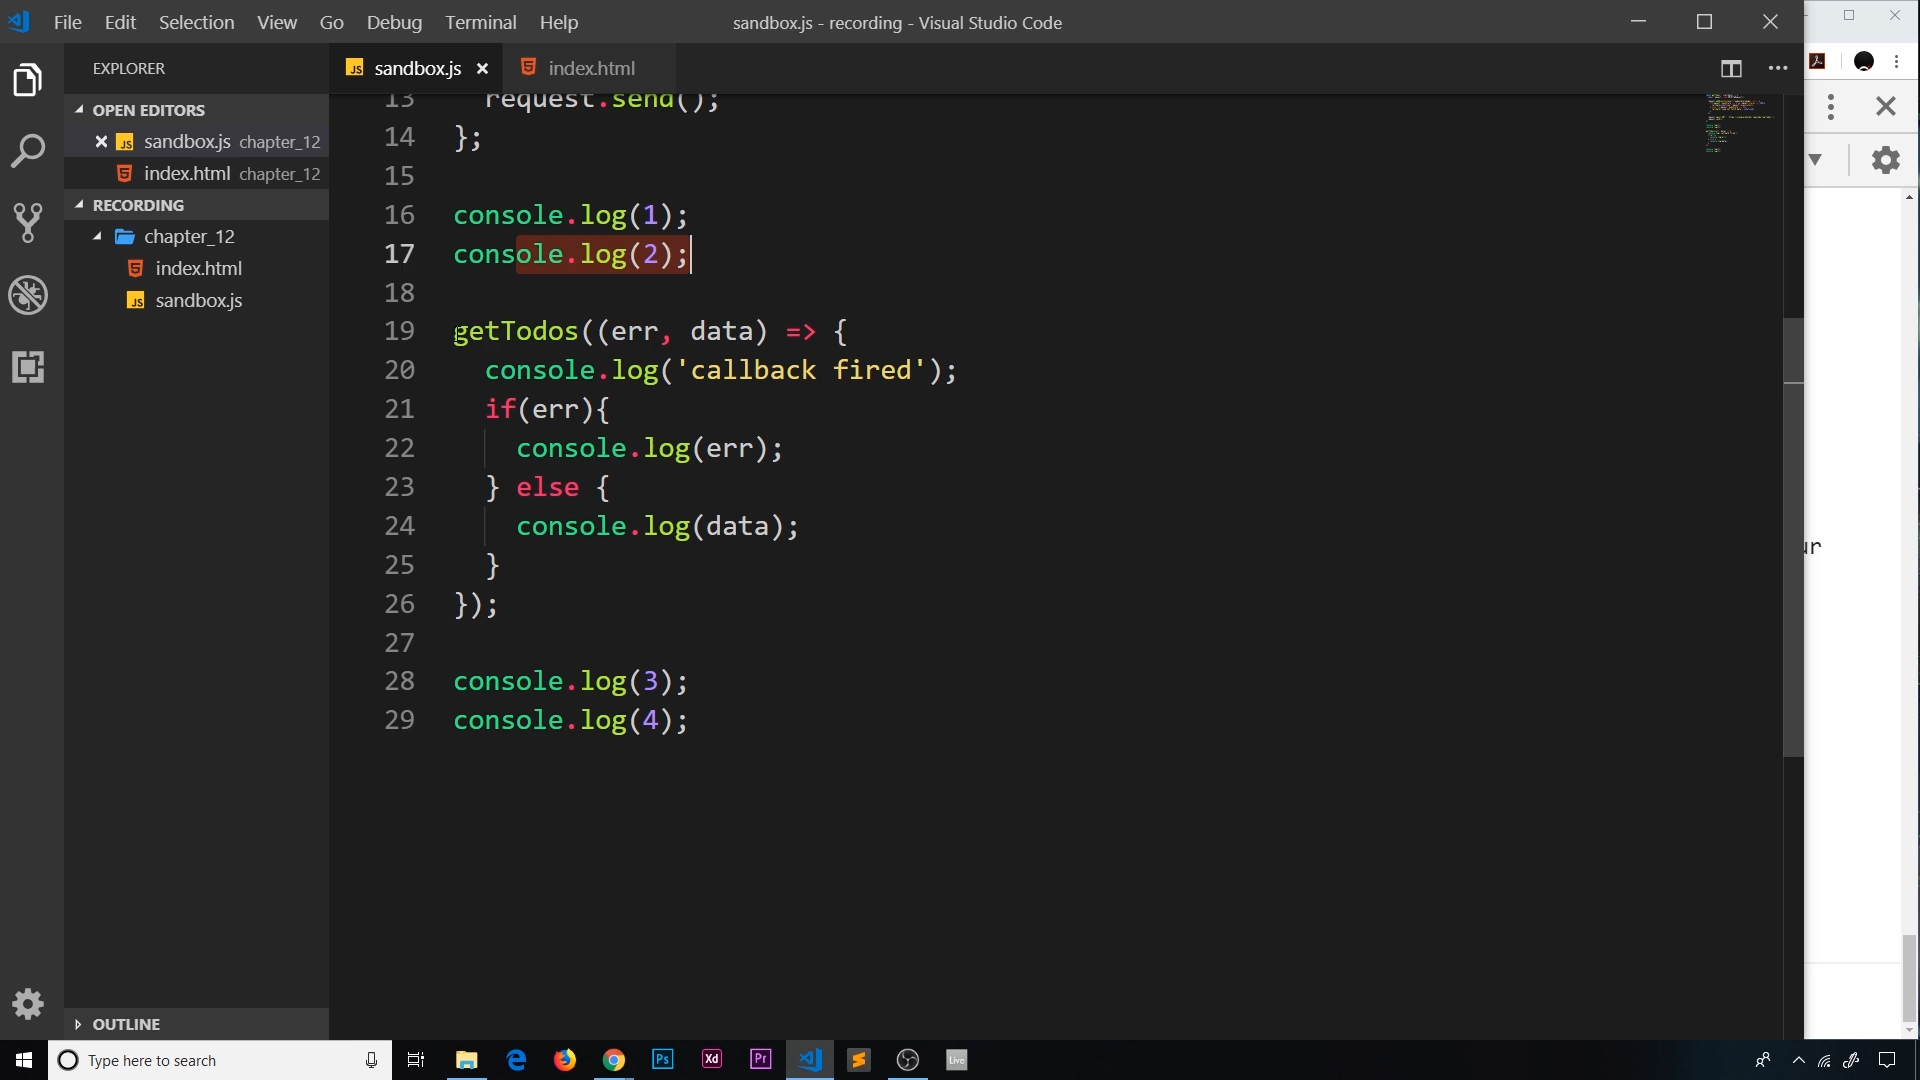 File Edit Selection View Go Debug Terminal Help
sandbox.js - recording - Visual Studio Code
EXPLORER
OPEN EDITORS
sandbox.js chapter_12
index.html chapter_12
RECORDING
chapter_12
index.html
sandbox.js
OUTLINE
sandbox.js
index.html
13 request.send();
14 };
15
16 console.log(1);
17 console.log(2);
18
19 getTodos((err, data) => {
20 console.log('callback fired');
21 if(err){
22 console.log(err);
23 } else {
24 console.log(data);
25 }
26 });
27
28 console.log(3);
29 console.log(4);
Type here to search
Ps
Xd
Pr
Live